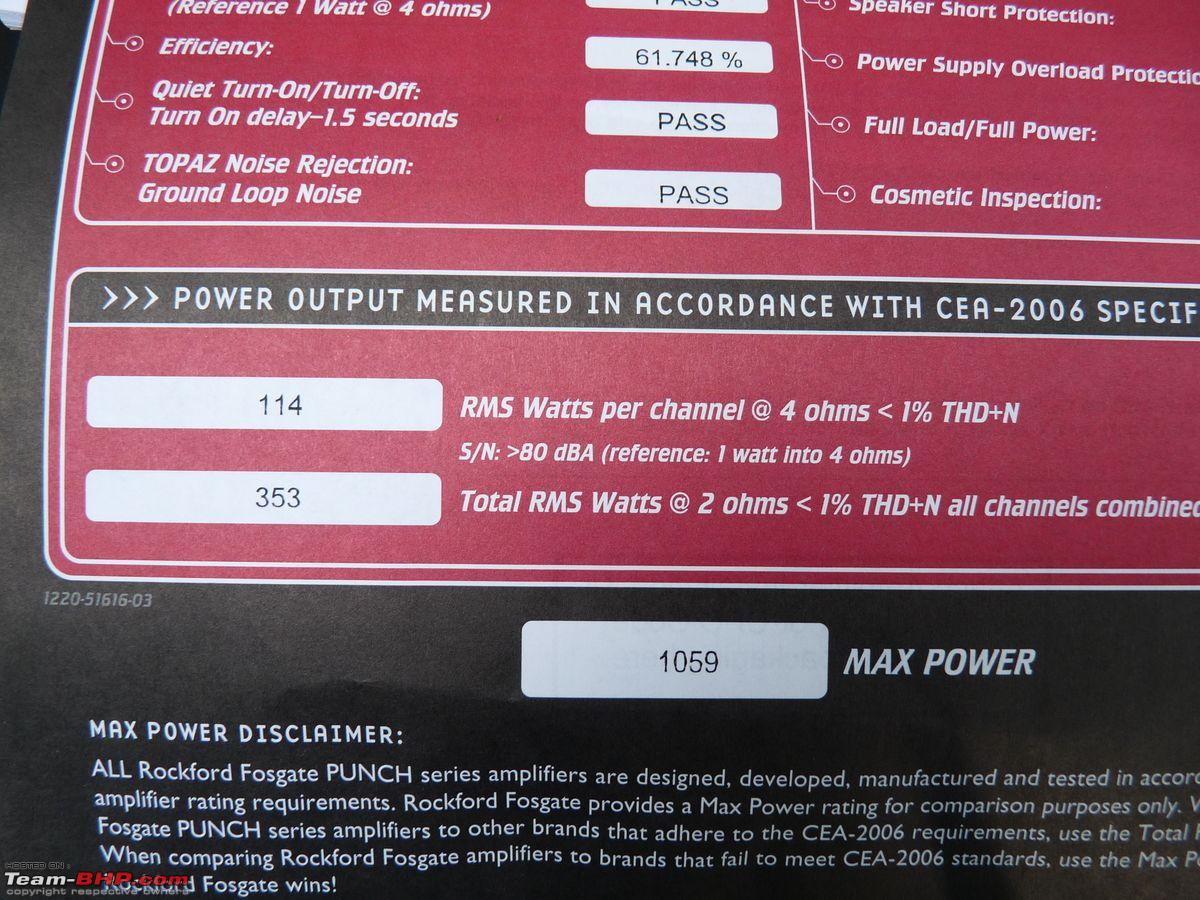 (Reference 1 Watt @ 4 ohms)
PASS
Efficiency:
61.748 %
Quiet Turn-On/Turn-Off:
Turn On delay–1.5 seconds
PASS
TOPAZ Noise Rejection:
Ground Loop Noise
PASS
Speaker Short Protection:
Power Supply Overload Protectio
Full Load/Full Power:
Cosmetic Inspection:
>>> POWER OUTPUT MEASURED IN ACCORDANCE WITH CEA-2006 SPECIF
114
RMS Watts per channel @ 4 ohms < 1% THD+N
S/N: >80 dBA (reference: 1 watt into 4 ohms)
353
Total RMS Watts @ 2 ohms < 1% THD+N all channels combined
1220-51616-03
1059
MAX POWER
MAX POWER DISCLAIMER:
ALL Rockford Fosgate PUNCH series amplifiers are designed, developed, manufactured and tested in accor
amplifier rating requirements. Rockford Fosgate provides a Max Power rating for comparison purposes only.
Fosgate PUNCH series amplifiers to other brands that adhere to the CEA-2006 requirements, use the Total
When comparing Rockford Fosgate amplifiers to brands that fail to meet CEA-2006 standards, use the Max Po
Rockford Fosgate wins!
HOSTED ON :
Team-BHP.com
copyright respective owners